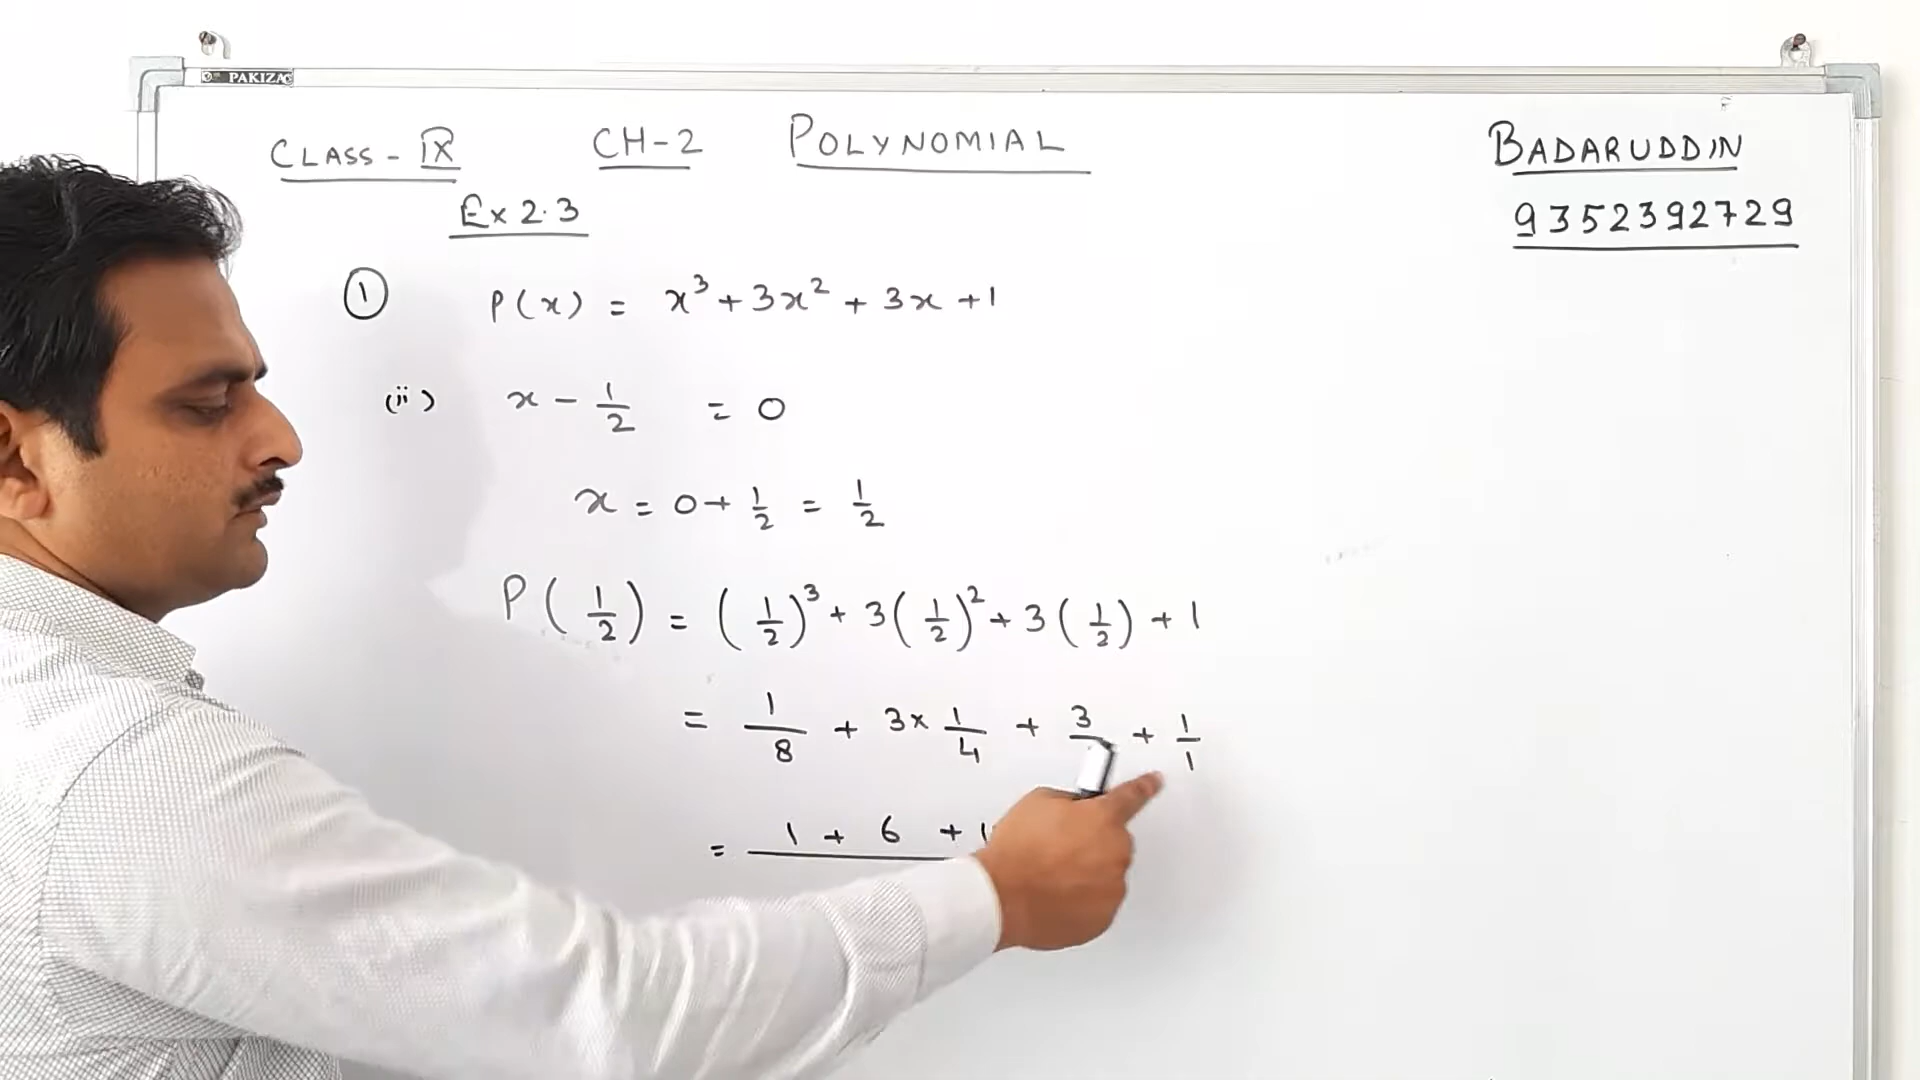 PAKIZA
CLASS - IX CH-2 POLYNOMIAL
BADARUDDIN
9352392729
Ex 2.3
① P(x) = x³ + 3x² + 3x + 1
(ii) x - 1/2 = 0
x = 0 + 1/2 = 1/2
P(1/2) = (1/2)³ + 3(1/2)² + 3(1/2) + 1
= 1/8 + 3 × 1/4 + 3/ + 1/1
= 1 + 6 + 1